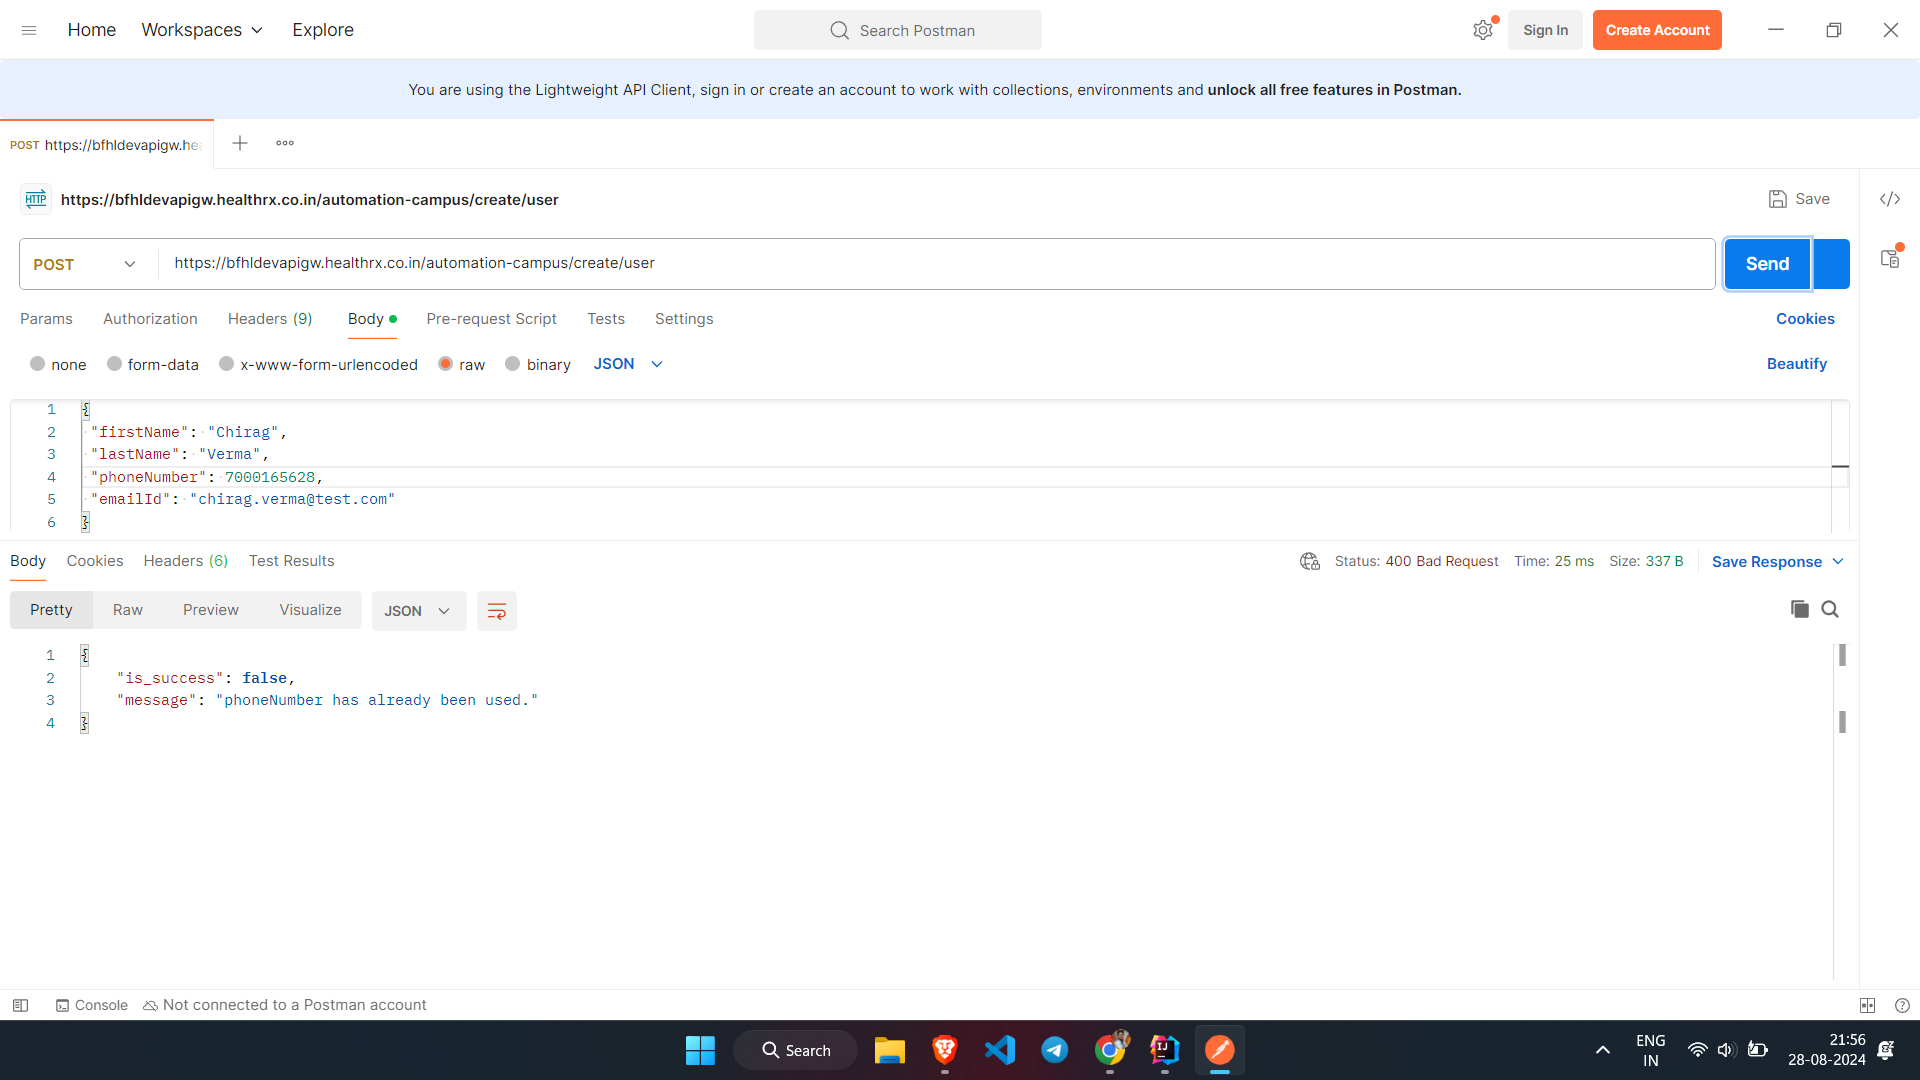 Home Workspaces Explore Search Postman Sign In Create Account
You are using the Lightweight API Client, sign in or create an account to work with collections, environments and unlock all free features in Postman.
POST https://bfhldevapigw.hea
HTTP https://bfhldevapigw.healthrx.co.in/automation-campus/create/user Save
POST https://bfhldevapigw.healthrx.co.in/automation-campus/create/user Send
Params Authorization Headers (9) Body Pre-request Script Tests Settings Cookies
none form-data x-www-form-urlencoded raw binary JSON Beautify
1 {
2 "firstName": "Chirag",
3 "lastName": "Verma",
4 "phoneNumber": 7000165628,
5 "emailId": "chirag.verma@test.com"
6 }
Body Cookies Headers (6) Test Results Status: 400 Bad Request Time: 25 ms Size: 337 B Save Response
Pretty Raw Preview Visualize JSON
1 {
2 "is_success": false,
3 "message": "phoneNumber has already been used."
4 }
Console Not connected to a Postman account
Search ENG 21:56
IN 28-08-2024